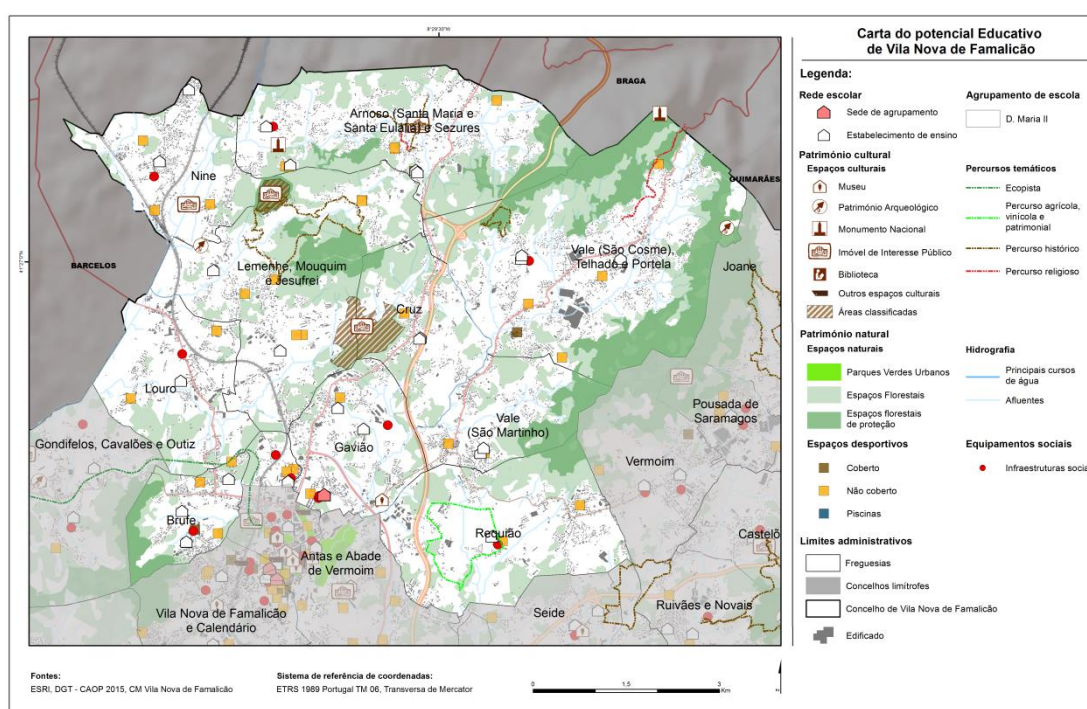 Carta do potencial Educativo
de Vila Nova de Famalicão
Legenda:
Rede escolar
Sede de agrupamento
Estabelecimento de ensino
Agrupamento de escola
D. Maria II
Património cultural
Espaços culturais
Museu
Património Arqueológico
Monumento Nacional
Imóvel de Interesse Público
Biblioteca
Outros espaços culturais
Áreas classificadas
Percursos temáticos
Ecopista
Percurso agrícola,
vinícola e
patrimonial
Percurso histórico
Percurso religioso
Património natural
Espaços naturais
Parques Verdes Urbanos
Espaços Florestais
Espaços florestais
de proteção
Hidrografia
Principais cursos
de água
Afluentes
Espaços desportivos
Coberto
Não coberto
Piscinas
Equipamentos sociais
Infraestruturas socia
Limites administrativos
Freguesias
Concelhos limítrofes
Concelho de Vila Nova de Famalicão
Edificado
BRAGA
GUIMARÃES
BARCELOS
Arnoso (Santa Maria e
Santa Eulália) e Sezures
Nine
Lemenhe, Mouquim
e Jesufrei
Vale (São Cosme),
Telhado e Portela
Joane
Cruz
Louro
Pousada de
Saramagos
Gondifelos, Cavalões e Outiz
Gavião
Vale
(São Martinho)
Vermoim
Brufe
Requião
Castelõ
Antas e Abade
de Vermoim
Vila Nova de Famalicão
e Calendário
Seide
Ruivães e Novais
Fontes:
ESRI, DGT - CAOP 2015, CM Vila Nova de Famalicão
Sistema de referência de coordenadas:
ETRS 1989 Portugal TM 06, Transversa de Mercator
0 1,5 3
Km